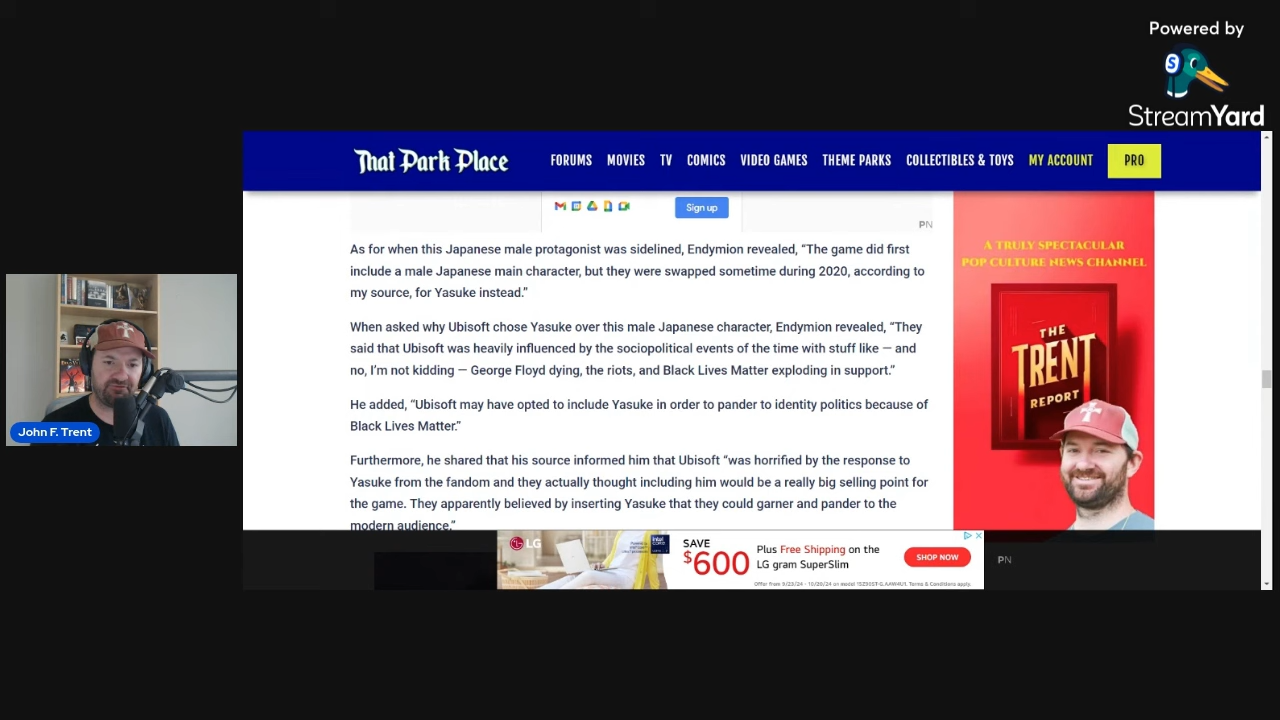 Powered by
S
StreamYard
That Park Place
FORUMS MOVIES TV COMICS VIDEO GAMES THEME PARKS COLLECTIBLES & TOYS MY ACCOUNT PRO
Sign up
PN
As for when this Japanese male protagonist was sidelined, Endymion revealed, “The game did first
include a male Japanese main character, but they were swapped sometime during 2020, according to
my source, for Yasuke instead.”
When asked why Ubisoft chose Yasuke over this male Japanese character, Endymion revealed, “They
said that Ubisoft was heavily influenced by the sociopolitical events of the time with stuff like — and
no, I’m not kidding — George Floyd dying, the riots, and Black Lives Matter exploding in support.”
He added, “Ubisoft may have opted to include Yasuke in order to pander to identity politics because of
Black Lives Matter.”
Furthermore, he shared that his source informed him that Ubisoft “was horrified by the response to
Yasuke from the fandom and they actually thought including him would be a really big selling point for
the game. They apparently believed by inserting Yasuke that they could garner and pander to the
modern audience.”
A TRULY SPECTACULAR
POP CULTURE NEWS CHANNEL
THE
TRENT
REPORT
John F. Trent
LG
SAVE
$600
Plus Free Shipping on the
LG gram SuperSlim
SHOP NOW
PN